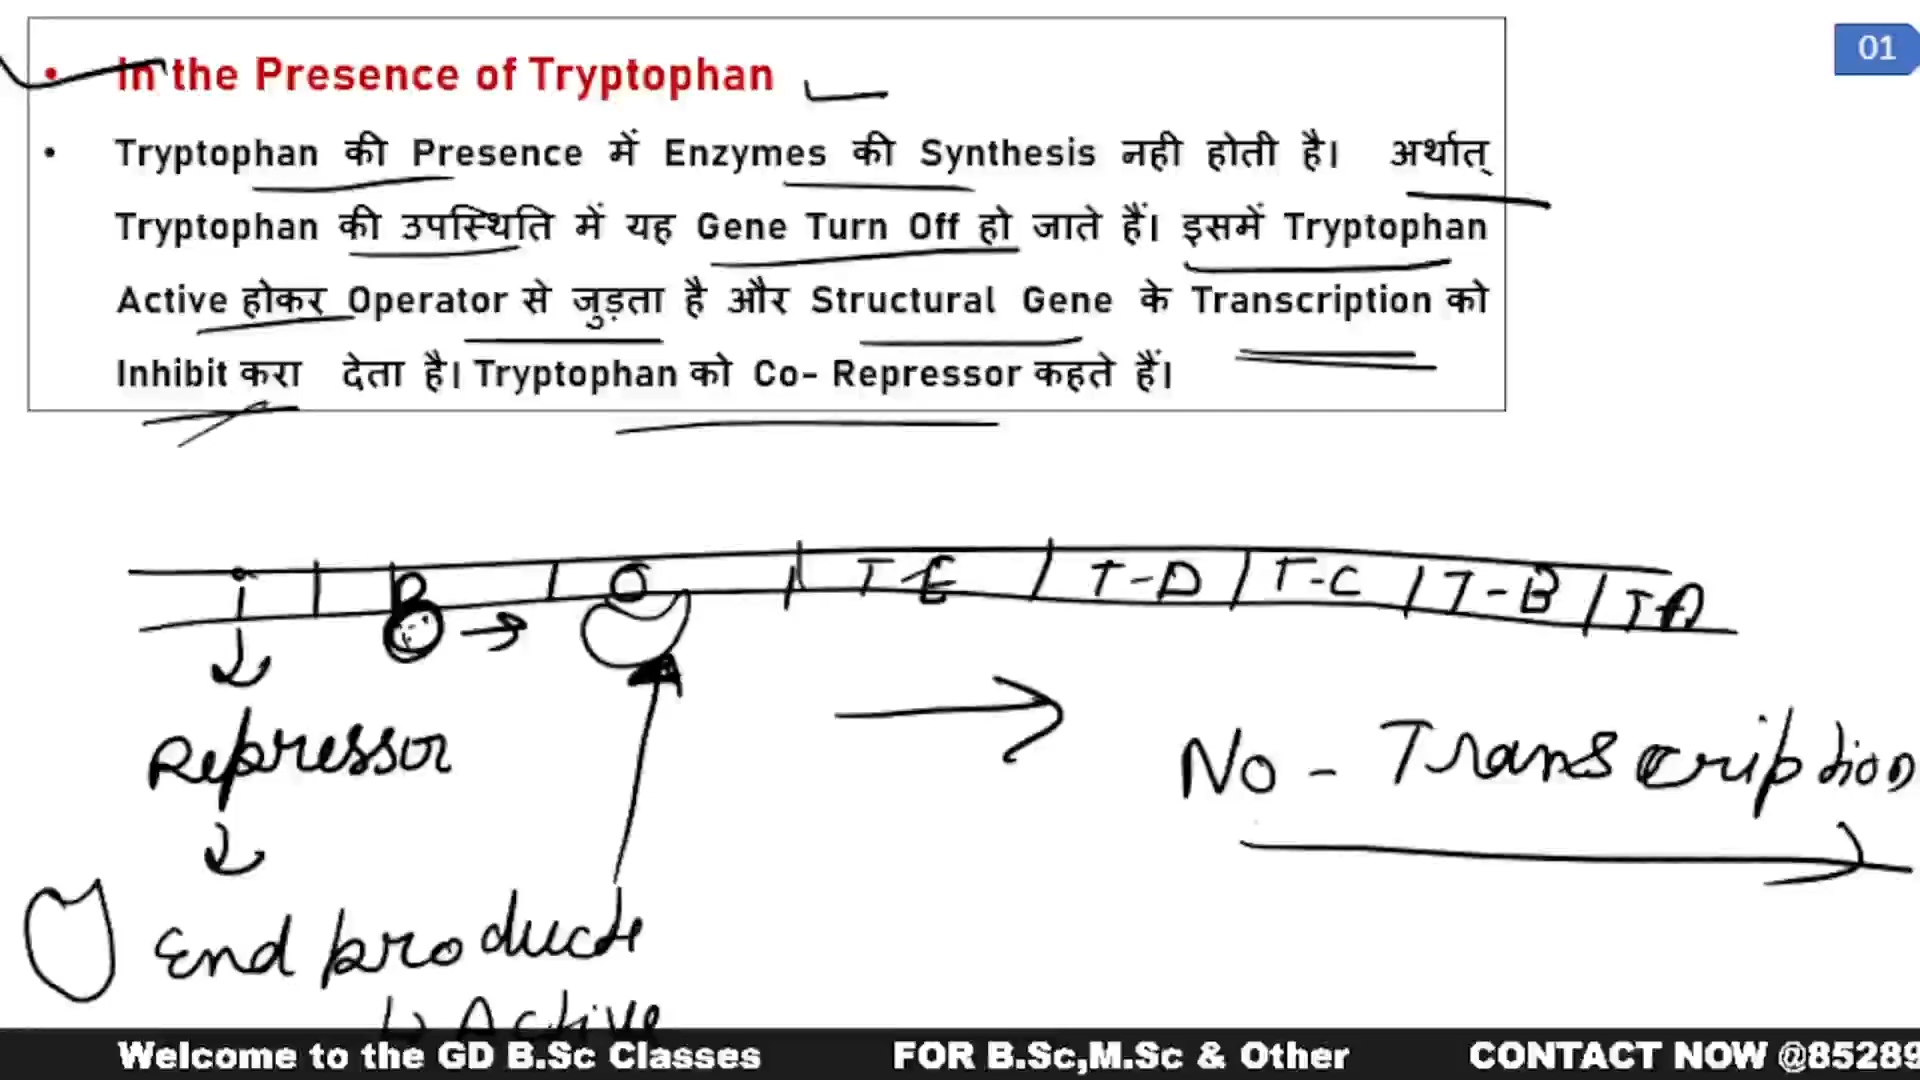 01
• In the Presence of Tryptophan
• Tryptophan की Presence में Enzymes की Synthesis नही होती है। अर्थात्
Tryptophan की उपस्थिति में यह Gene Turn Off हो जाते हैं। इसमें Tryptophan
Active होकर Operator से जुड़ता है और Structural Gene के Transcription को
Inhibit करा देता है। Tryptophan को Co- Repressor कहते हैं।
i P O T-E T-D T-C T-B T-A
Repressor
No - Transcription
End product
Active
Welcome to the GD B.Sc Classes FOR B.Sc,M.Sc & Other CONTACT NOW @85289